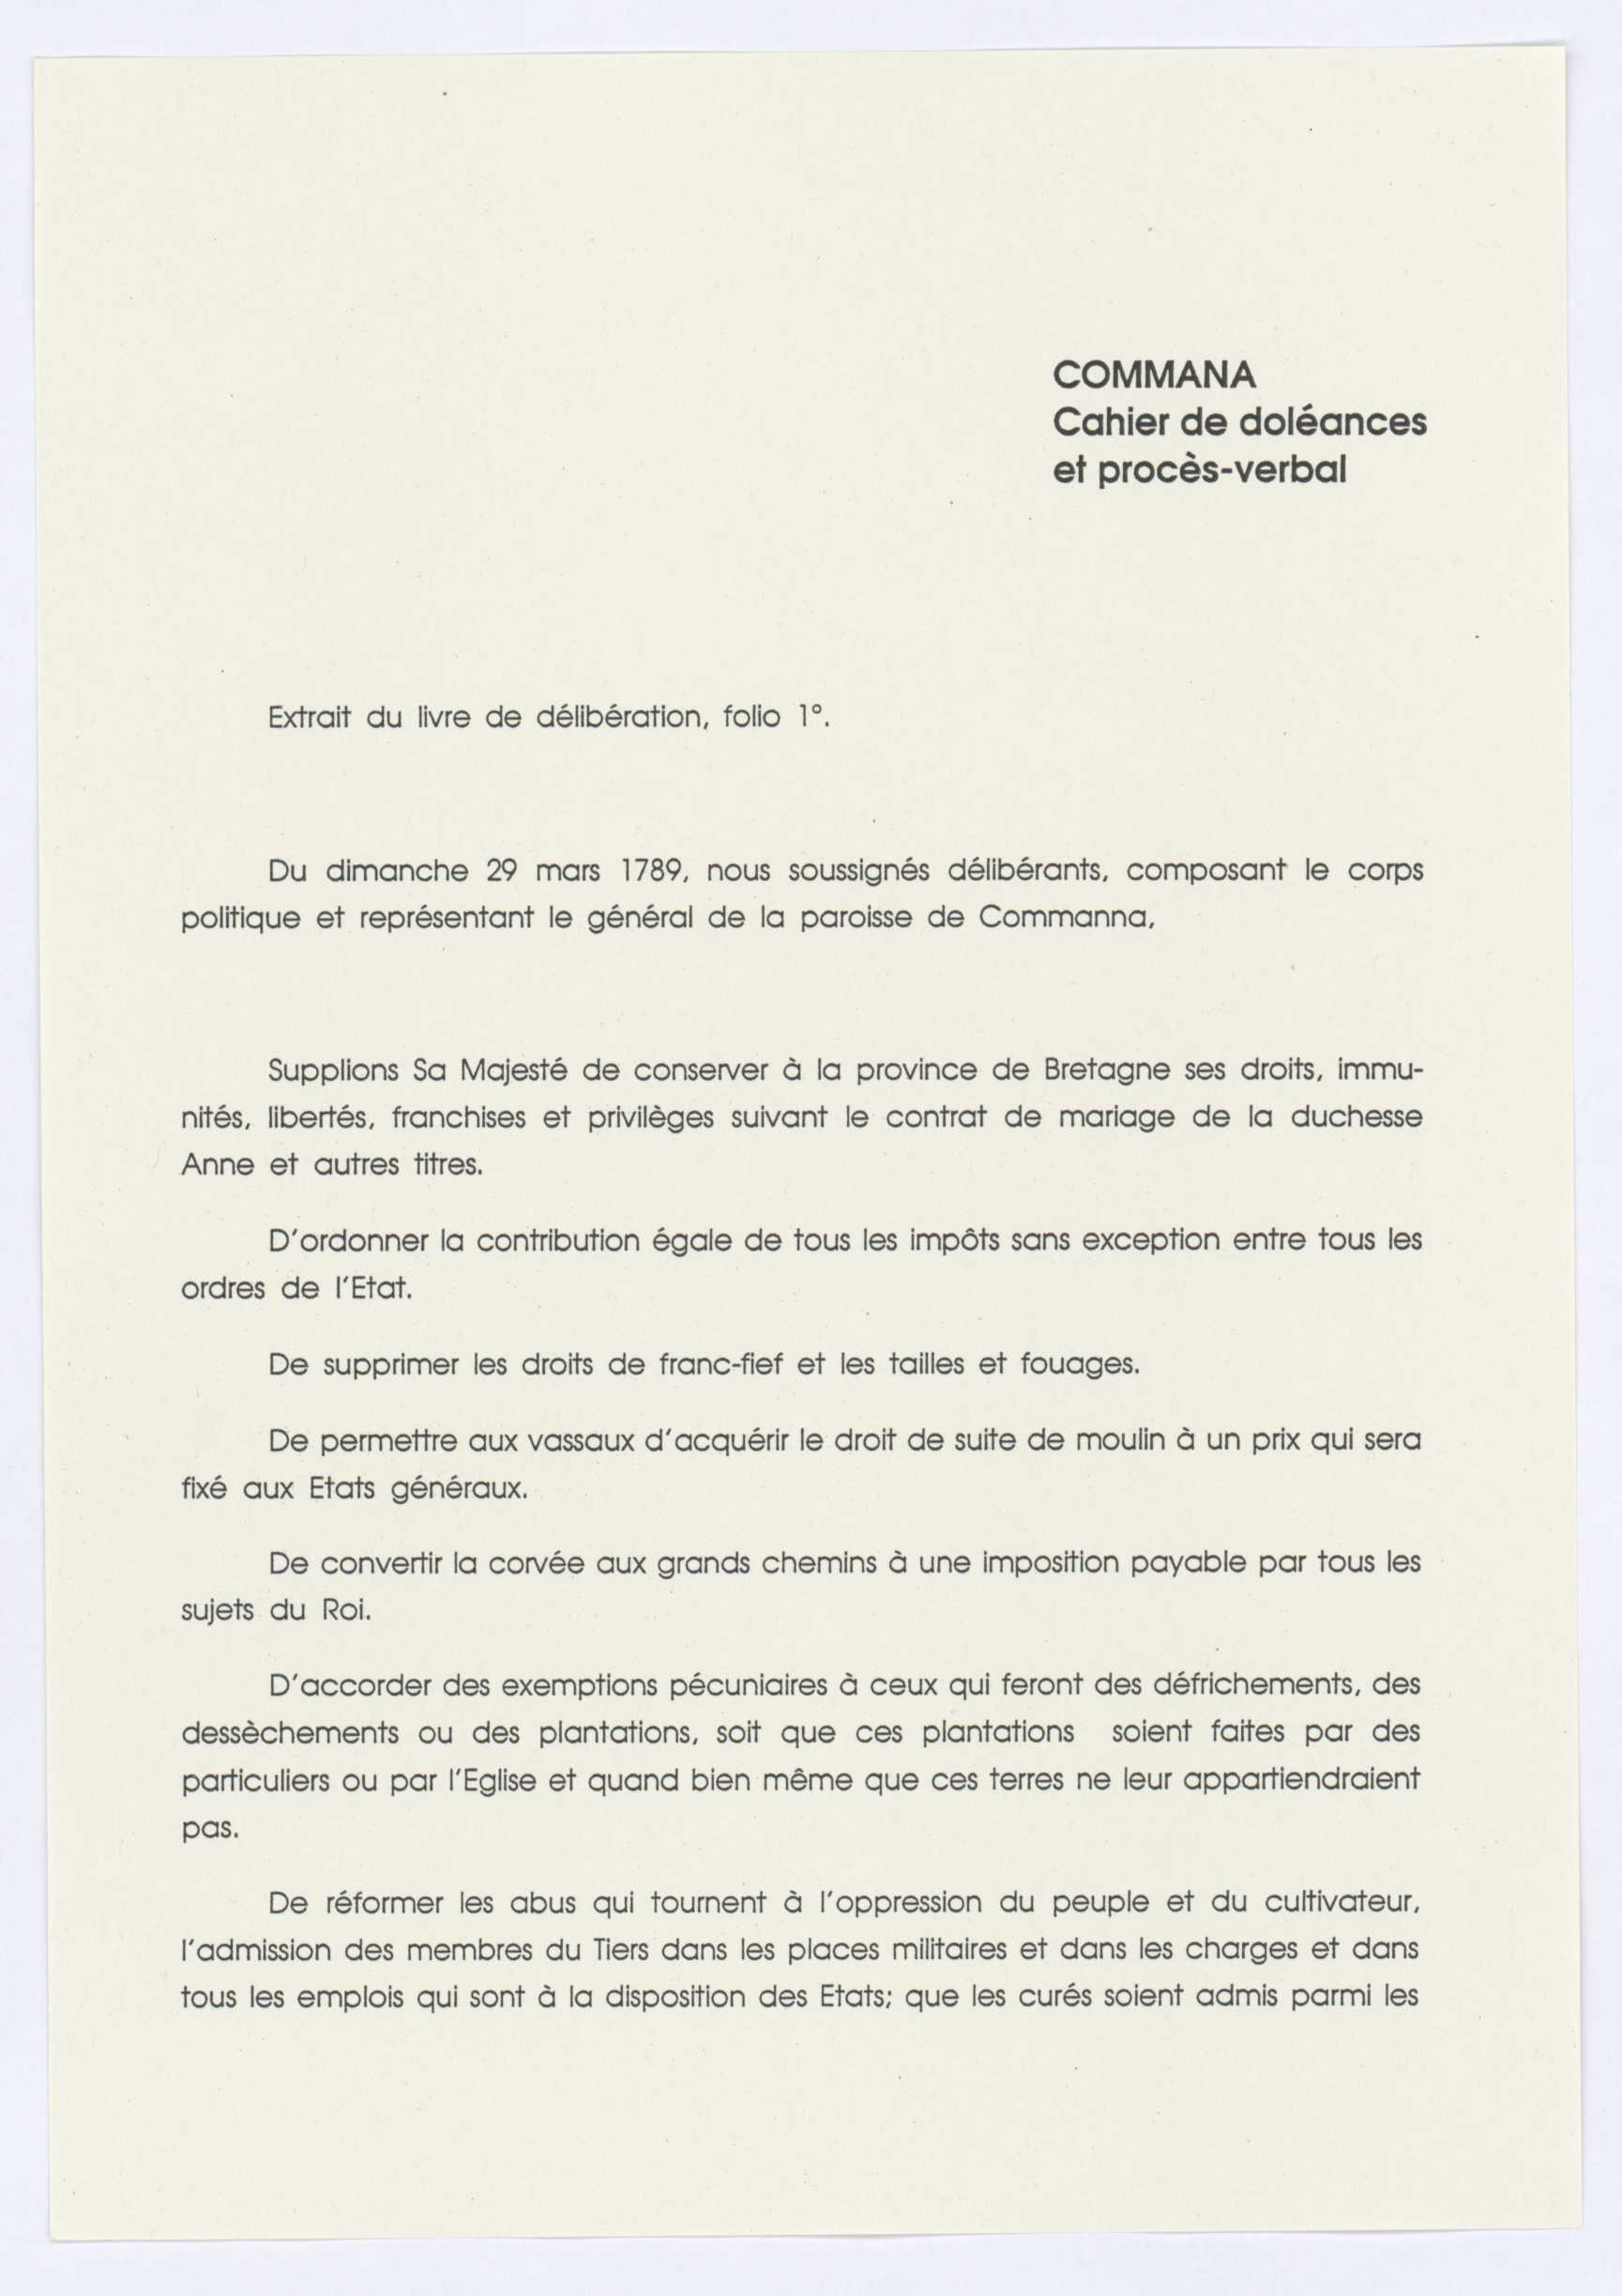 COMMANA
Cahier de doléances
et procès-verbal
Extrait du livre de délibération, folio 1°.
Du dimanche 29 mars 1789, nous soussignés délibérants, composant le corps
politique et représentant le général de la paroisse de Commanna,
Supplions Sa Majesté de conserver à la province de Bretagne ses droits, immu-
nités, libertés, franchises et privilèges suivant le contrat de mariage de la duchesse
Anne et autres titres.
D'ordonner la contribution égale de tous les impôts sans exception entre tous les
ordres de l'Etat.
De supprimer les droits de franc-fief et les tailles et fouages.
De permettre aux vassaux d'acquérir le droit de suite de moulin à un prix qui sera
fixé aux Etats généraux.
De convertir la corvée aux grands chemins à une imposition payable par tous les
sujets du Roi.
D'accorder des exemptions pécuniaires à ceux qui feront des défrichements, des
dessèchements ou des plantations, soit que ces plantations soient faites par des
particuliers ou par l'Eglise et quand bien même que ces terres ne leur appartiendraient
pas.
De réformer les abus qui tournent à l'oppression du peuple et du cultivateur,
l'admission des membres du Tiers dans les places militaires et dans les charges et dans
tous les emplois qui sont à la disposition des Etats; que les curés soient admis parmi les